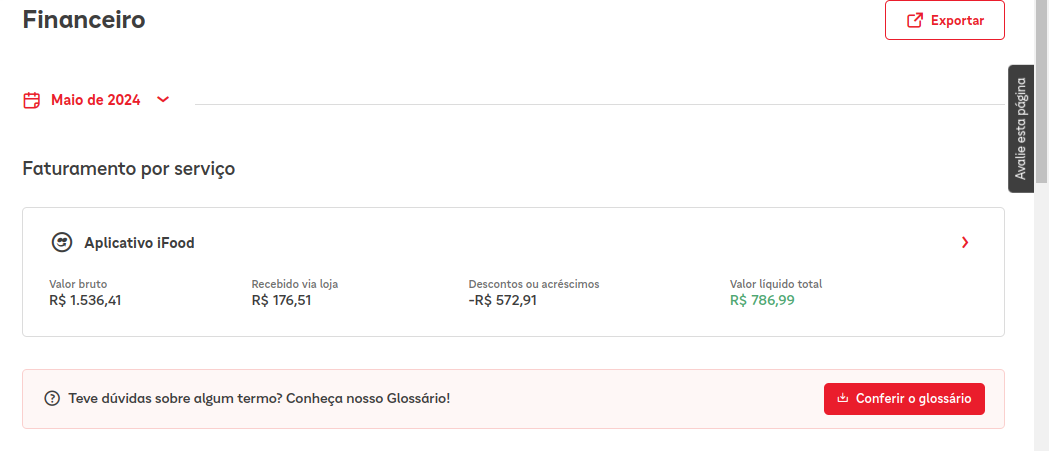 Financeiro
Exportar
Maio de 2024
Avalie esta página
Faturamento por serviço
Aplicativo iFood
Valor bruto
R$ 1.536,41
Recebido via loja
R$ 176,51
Descontos ou acréscimos
-R$ 572,91
Valor líquido total
R$ 786,99
Teve dúvidas sobre algum termo? Conheça nosso Glossário!
Conferir o glossário